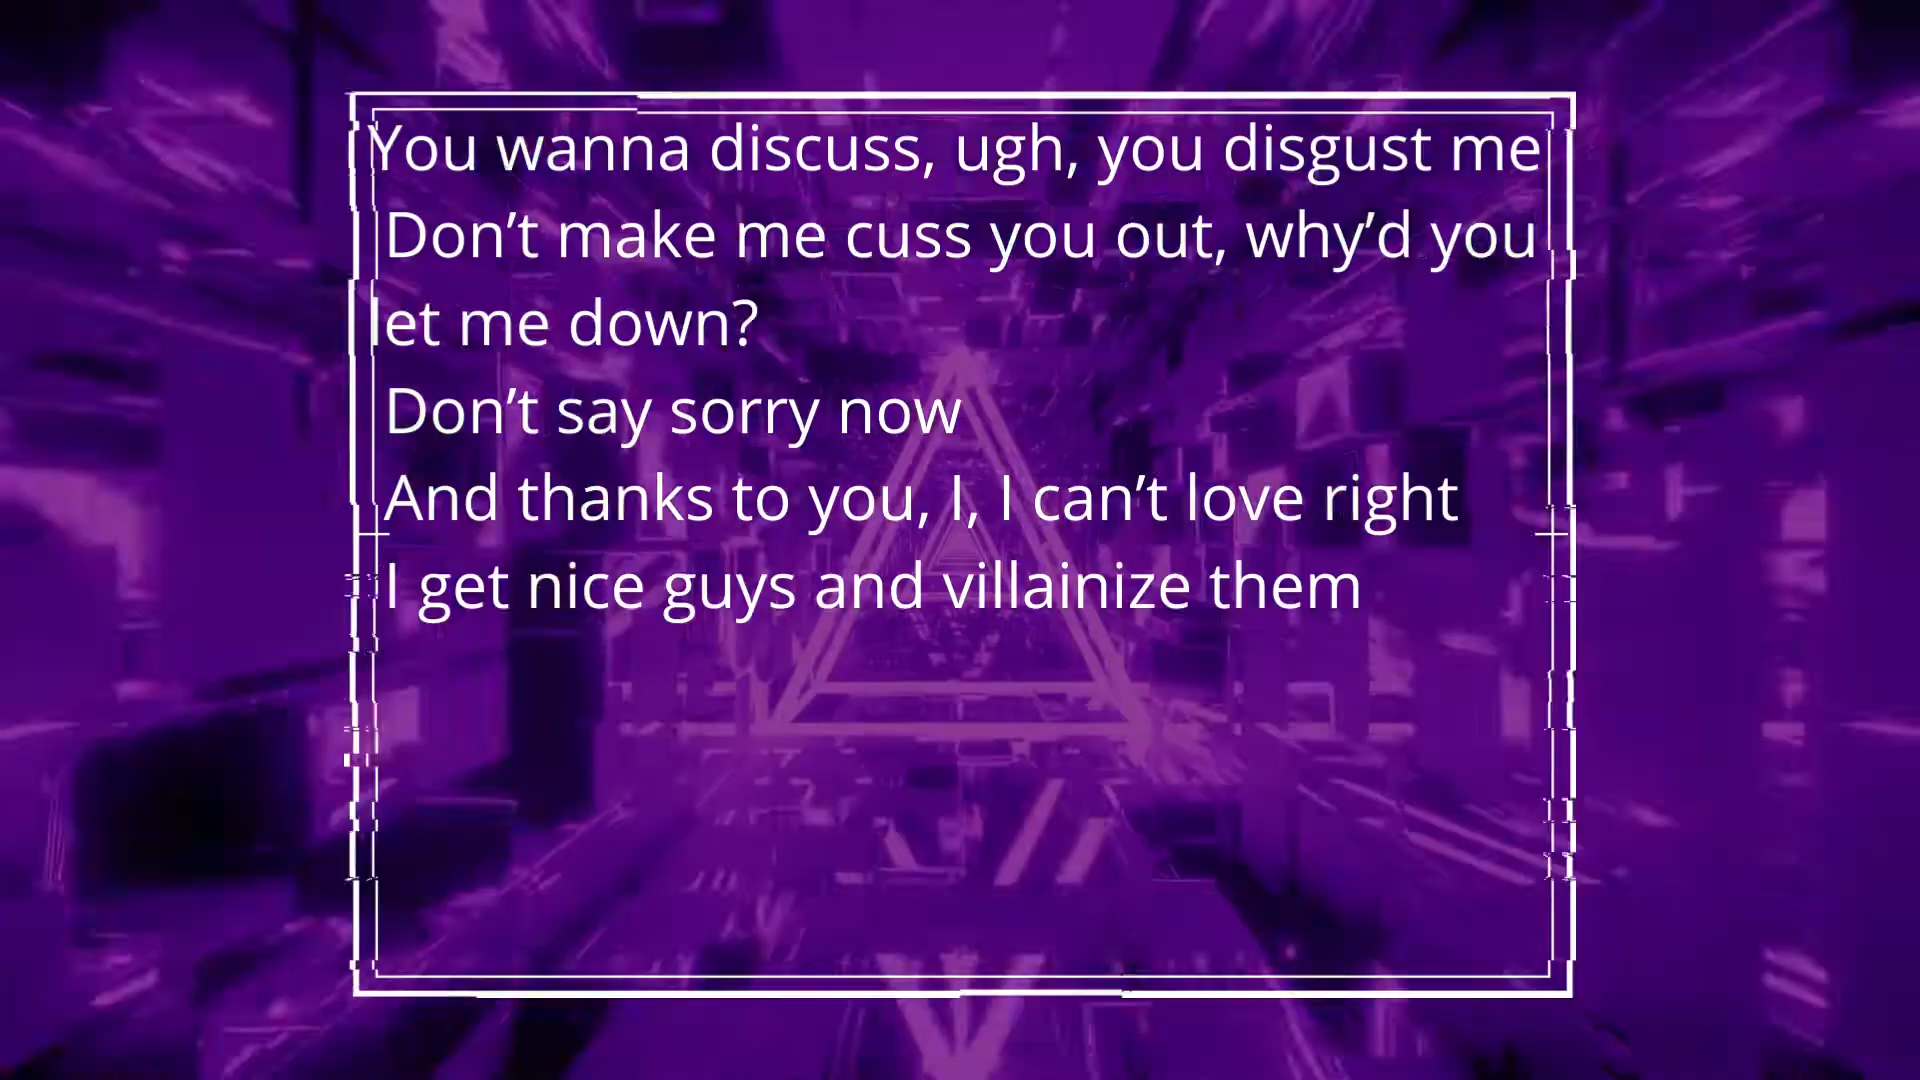 You wanna discuss, ugh, you disgust me
Don’t make me cuss you out, why’d you
let me down?
Don’t say sorry now
And thanks to you, I, I can’t love right
I get nice guys and villainize them